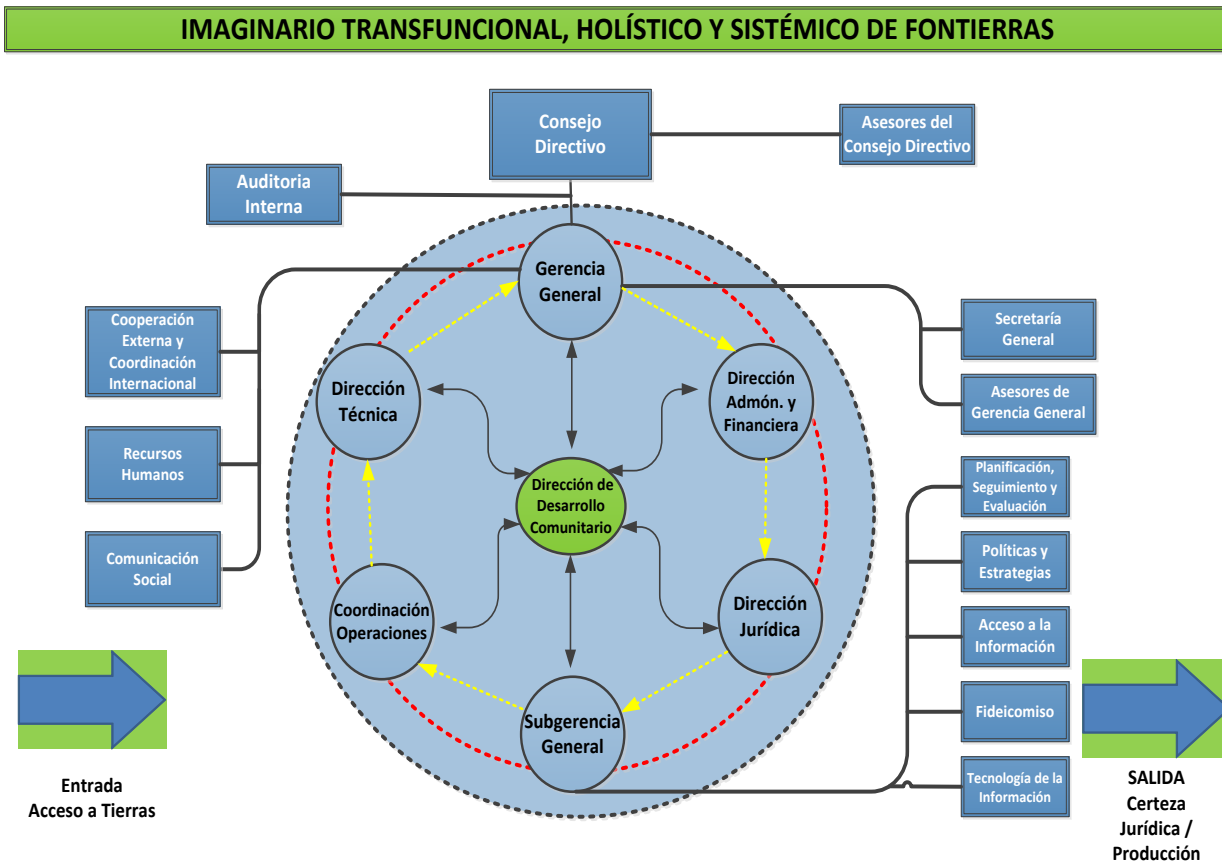 IMAGINARIO TRANSFUNCIONAL, HOLÍSTICO Y SISTÉMICO DE FONTIERRAS
Consejo
Directivo
Asesores del
Consejo Directivo
Auditoria
Interna
Gerencia
General
Cooperación
Externa y
Coordinación
Internacional
Secretaría
General
Dirección
Técnica
Dirección
Admón. y
Financiera
Asesores de
Gerencia General
Recursos
Humanos
Dirección de
Desarrollo
Comunitario
Planificación,
Seguimiento y
Evaluación
Comunicación
Social
Políticas y
Estrategias
Coordinación
Operaciones
Dirección
Jurídica
Acceso a la
Información
Subgerencia
General
Fideicomiso
Tecnología de la
Información
Entrada
Acceso a Tierras
SALIDA
Certeza
Jurídica /
Producción